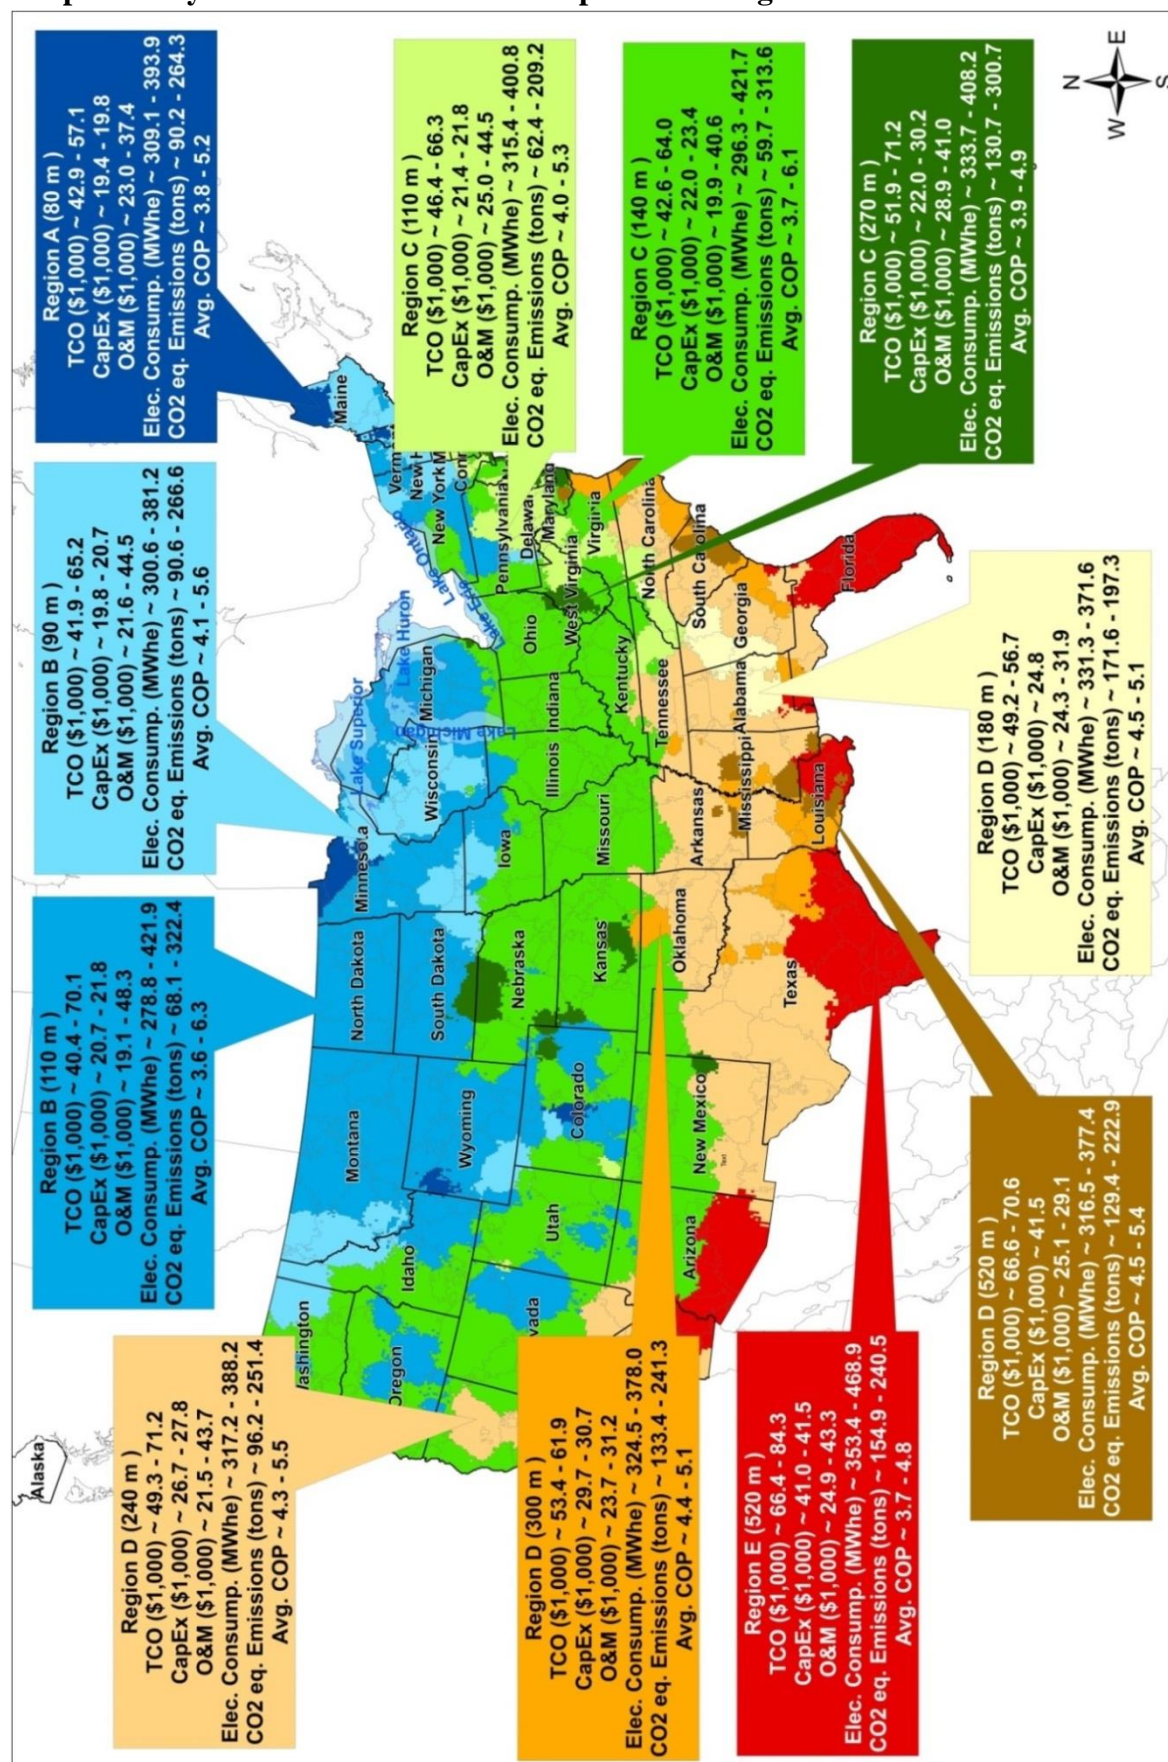 Region A (80 m )
TCO ($1,000) ~ 42.9 - 57.1
CapEx ($1,000) ~ 19.4 - 19.8
O&M ($1,000) ~ 23.0 - 37.4
Elec. Consump. (MWhe) ~ 309.1 - 393.9
CO2 eq. Emissions (tons) ~ 90.2 - 264.3
Avg. COP ~ 3.8 - 5.2
Region B (90 m )
TCO ($1,000) ~ 41.9 - 65.2
CapEx ($1,000) ~ 19.8 - 20.7
O&M ($1,000) ~ 21.6 - 44.5
Elec. Consump. (MWhe) ~ 300.6 - 381.2
CO2 eq. Emissions (tons) ~ 90.6 - 266.6
Avg. COP ~ 4.1 - 5.6
Region B (110 m )
TCO ($1,000) ~ 40.4 - 70.1
CapEx ($1,000) ~ 20.7 - 21.8
O&M ($1,000) ~ 19.1 - 48.3
Elec. Consump. (MWhe) ~ 278.8 - 421.9
CO2 eq. Emissions (tons) ~ 68.1 - 322.4
Avg. COP ~ 3.6 - 6.3
Region C (110 m )
TCO ($1,000) ~ 46.4 - 66.3
CapEx ($1,000) ~ 21.4 - 21.8
O&M ($1,000) ~ 25.0 - 44.5
Elec. Consump. (MWhe) ~ 315.4 - 400.8
CO2 eq. Emissions (tons) ~ 62.4 - 209.2
Avg. COP ~ 4.0 - 5.3
Region C (140 m )
TCO ($1,000) ~ 42.6 - 64.0
CapEx ($1,000) ~ 22.0 - 23.4
O&M ($1,000) ~ 19.9 - 40.6
Elec. Consump. (MWhe) ~ 296.3 - 421.7
CO2 eq. Emissions (tons) ~ 59.7 - 313.6
Avg. COP ~ 3.7 - 6.1
Region C (270 m )
TCO ($1,000) ~ 51.9 - 71.2
CapEx ($1,000) ~ 22.0 - 30.2
O&M ($1,000) ~ 28.9 - 41.0
Elec. Consump. (MWhe) ~ 333.7 - 408.2
CO2 eq. Emissions (tons) ~ 130.7 - 300.7
Avg. COP ~ 3.9 - 4.9
Region D (180 m )
TCO ($1,000) ~ 49.2 - 56.7
CapEx ($1,000) ~ 24.8
O&M ($1,000) ~ 24.3 - 31.9
Elec. Consump. (MWhe) ~ 331.3 - 371.6
CO2 eq. Emissions (tons) ~ 171.6 - 197.3
Avg. COP ~ 4.5 - 5.1
Region D (240 m )
TCO ($1,000) ~ 49.3 - 71.2
CapEx ($1,000) ~ 26.7 - 27.8
O&M ($1,000) ~ 21.5 - 43.7
Elec. Consump. (MWhe) ~ 317.2 - 388.2
CO2 eq. Emissions (tons) ~ 96.2 - 251.4
Avg. COP ~ 4.3 - 5.5
Region D (300 m )
TCO ($1,000) ~ 53.4 - 61.9
CapEx ($1,000) ~ 29.7 - 30.7
O&M ($1,000) ~ 23.7 - 31.2
Elec. Consump. (MWhe) ~ 324.5 - 378.0
CO2 eq. Emissions (tons) ~ 133.4 - 241.3
Avg. COP ~ 4.4 - 5.1
Region E (520 m )
TCO ($1,000) ~ 66.4 - 84.3
CapEx ($1,000) ~ 41.0 - 41.5
O&M ($1,000) ~ 24.9 - 43.3
Elec. Consump. (MWhe) ~ 353.4 - 468.9
CO2 eq. Emissions (tons) ~ 154.9 - 240.5
Avg. COP ~ 3.7 - 4.8
Region D (520 m )
TCO ($1,000) ~ 66.6 - 70.6
CapEx ($1,000) ~ 41.5
O&M ($1,000) ~ 25.1 - 29.1
Elec. Consump. (MWhe) ~ 316.5 - 377.4
CO2 eq. Emissions (tons) ~ 129.4 - 222.9
Avg. COP ~ 4.5 - 5.4
N
W
E
S
Alaska
Maine
Verm
New H
New York
M
Con
Lake Ontario
Lake Erie
Lake Huron
Lake Superior
Lake Michigan
Pennsylvania
Delawa
Maryland
Virginia
West Virginia
North Carolina
South Carolina
Georgia
Florida
Ohio
Michigan
Indiana
Illinois
Kentucky
Tennessee
Alabama
Mississippi
Louisiana
Arkansas
Missouri
Iowa
Wisconsin
Minnesota
North Dakota
South Dakota
Nebraska
Kansas
Oklahoma
Texas
New Mexico
Text
Colorado
Wyoming
Montana
Idaho
Utah
Arizona
vada
Oregon
ashington